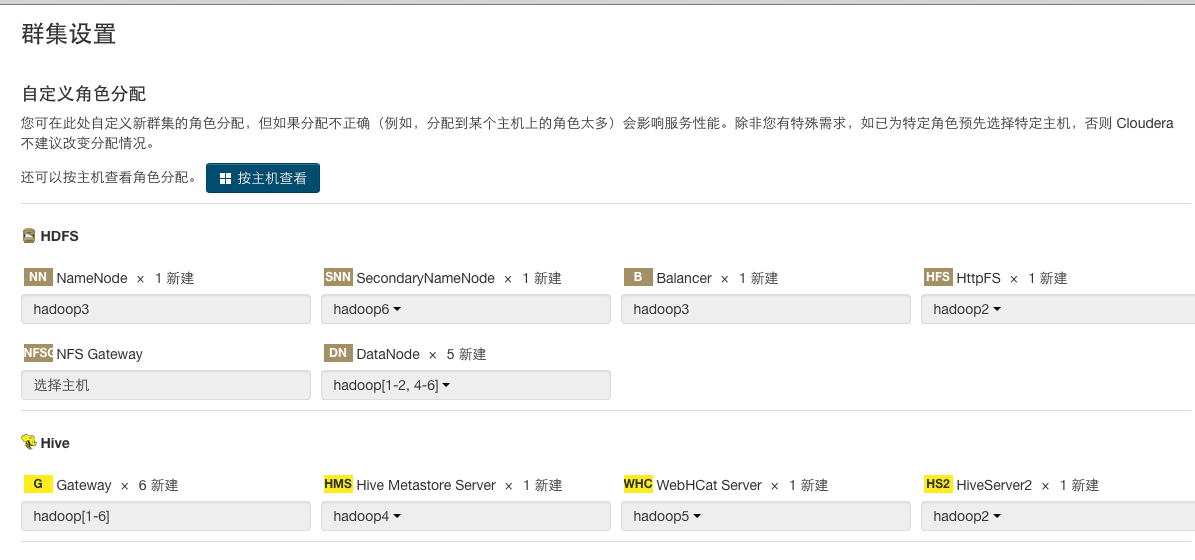 群集设置
自定义角色分配
您可在此处自定义新群集的角色分配，但如果分配不正确（例如，分配到某个主机上的角色太多）会影响服务性能。除非您有特殊需求，如已为特定角色预先选择特定主机，否则 Cloudera
不建议改变分配情况。
还可以按主机查看角色分配。 按主机查看
HDFS
NN NameNode × 1 新建 SNN SecondaryNameNode × 1 新建 B Balancer × 1 新建 HFS HttpFS × 1 新建
hadoop3 hadoop6 hadoop3 hadoop2
NFSG NFS Gateway DN DataNode × 5 新建
选择主机 hadoop[1-2, 4-6]
Hive
G Gateway × 6 新建 HMS Hive Metastore Server × 1 新建 WHC WebHCat Server × 1 新建 HS2 HiveServer2 × 1 新建
hadoop[1-6] hadoop4 hadoop5 hadoop2